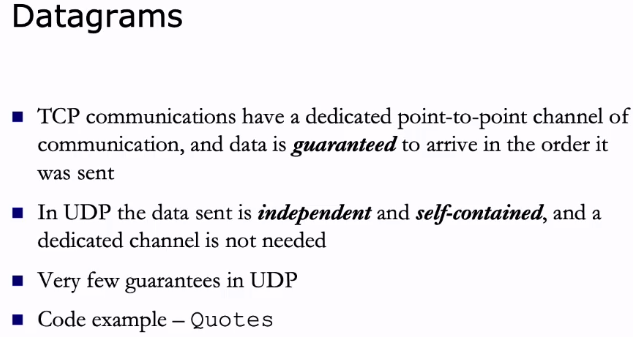 Datagrams
TCP communications have a dedicated point-to-point channel of
communication, and data is guaranteed to arrive in the order it
was sent
In UDP the data sent is independent and self-contained, and a
dedicated channel is not needed
Very few guarantees in UDP
Code example – Quotes